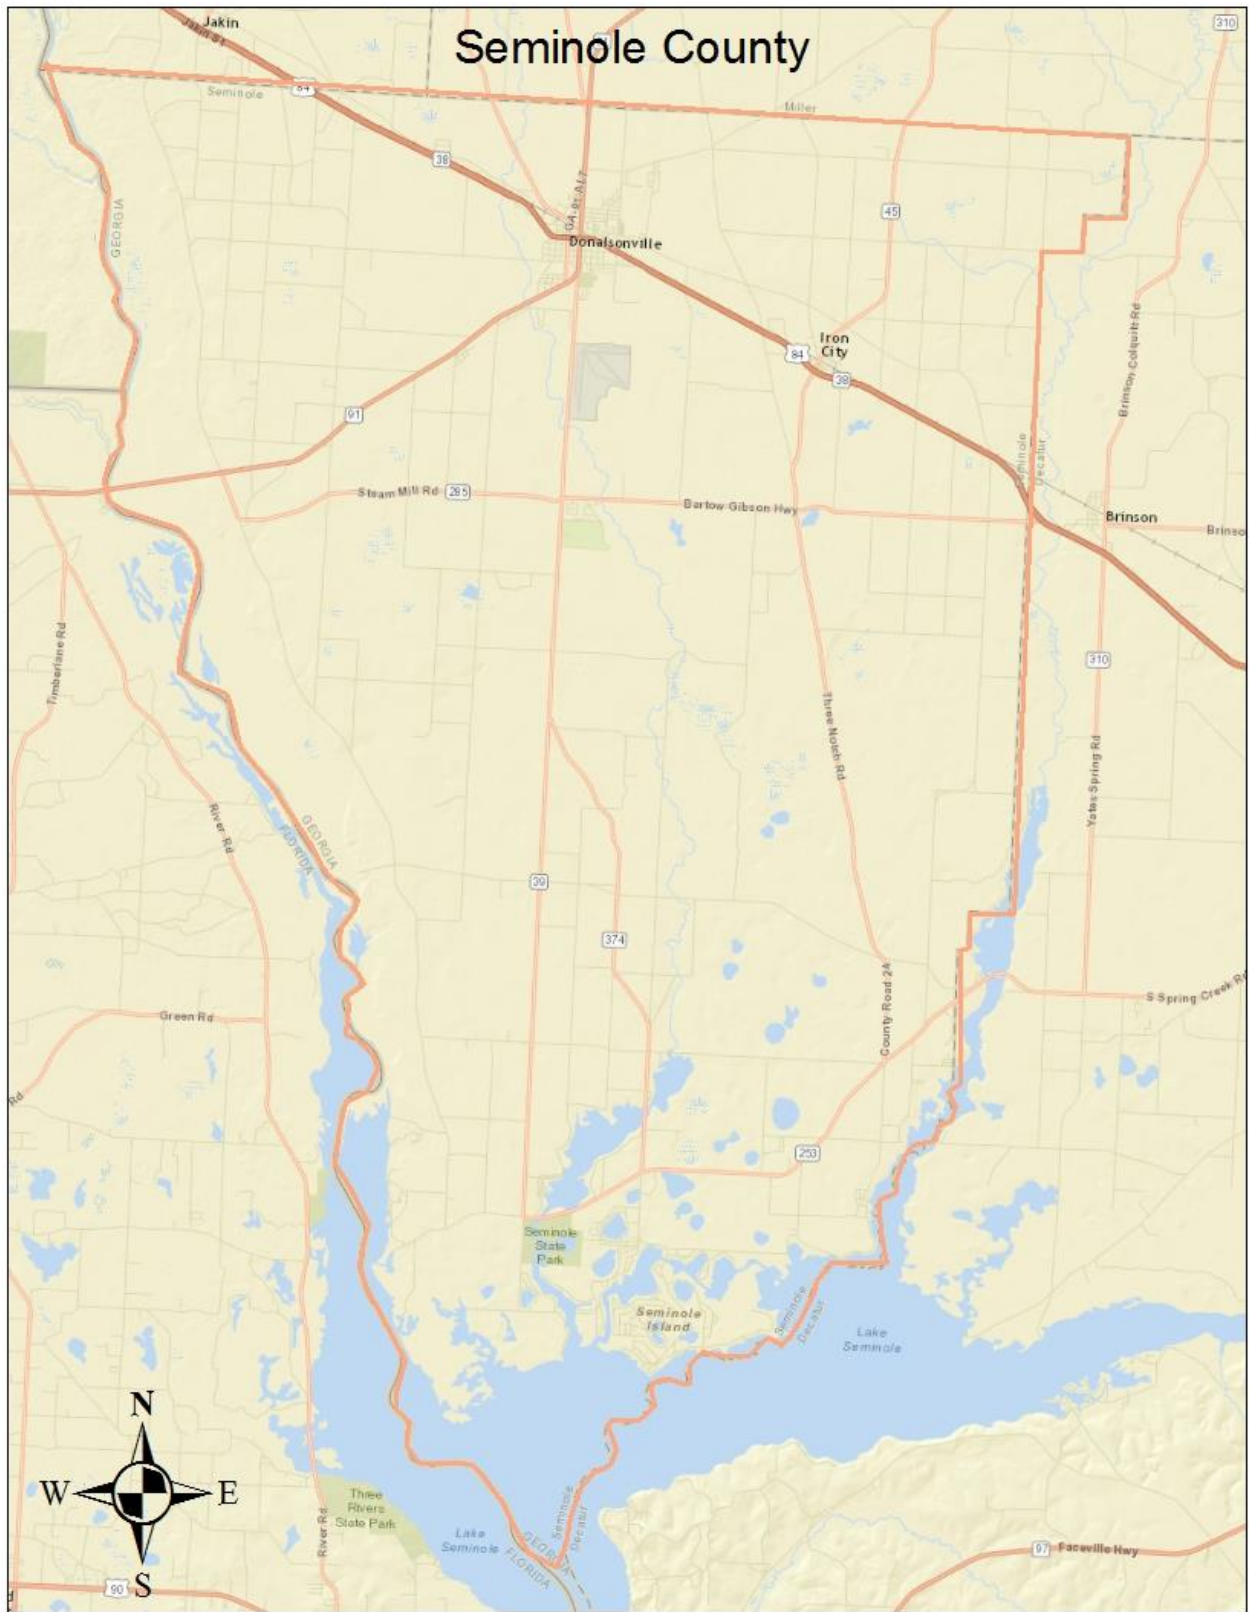 Seminole County
Jakin
Jakin St
310
84
Seminole
Miller
38
GEORGIA
45
Donalsonville
Iron
City
84
38
Brinson Colquitt Rd
91
Seminole
Decatur
Steam Mill Rd
285
Bartow Gibson Hwy
Brinson
Brinso
Timberlane Rd
310
Three Notch Rd
Yates Spring Rd
River Rd
GEORGIA
FLORIDA
39
374
County Road 24
S Spring Creek Rd
Green Rd
Rd
253
Seminole
State
Park
Seminole
Island
Seminole
Decatur
Lake
Seminole
N
W
E
S
Three
Rivers
State Park
River Rd
Lake
Seminole
Seminole
Decatur
GEORGIA
FLORIDA
97
Faceville Hwy
90
d